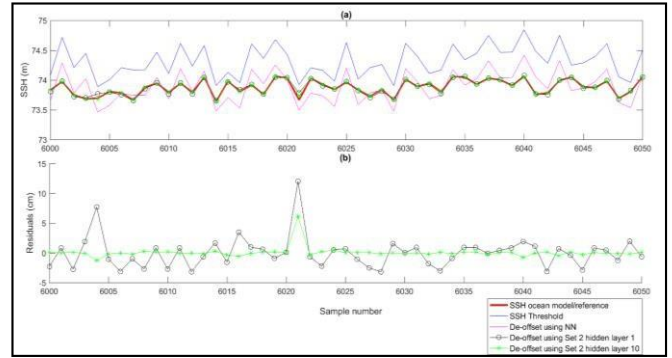 (a)
75
74.5
74
73.5
73
SSH (m)
6000 6005 6010 6015 6020 6025 6030 6035 6040 6045 6050
(b)
15
10
5
0
-5
Residuals (cm)
6000 6005 6010 6015 6020 6025 6030 6035 6040 6045 6050
Sample number
SSH ocean model/reference
SSH Threshold
De-offset using NN
De-offset using Set 2 hidden layer 1
De-offset using Set 2 hidden layer 10